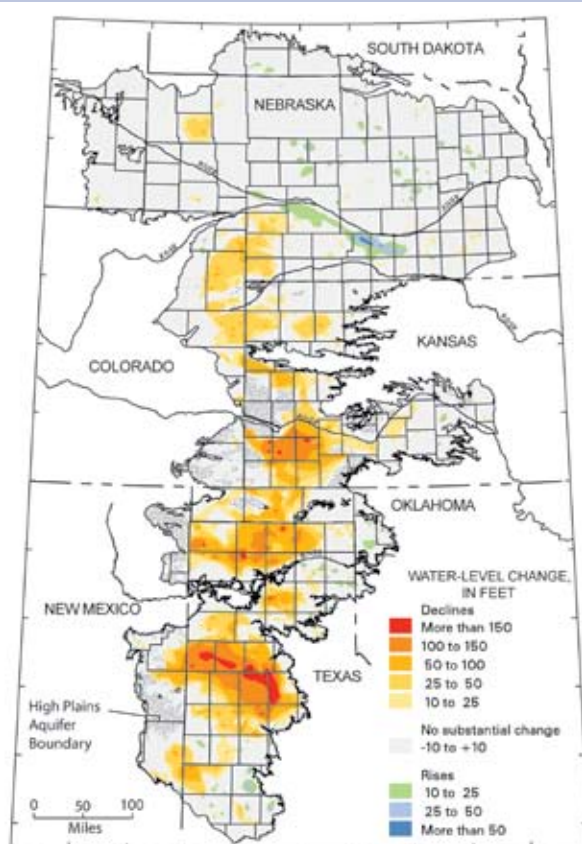 SOUTH DAKOTA
NEBRASKA
COLORADO
KANSAS
OKLAHOMA
NEW MEXICO
TEXAS
High Plains
Aquifer
Boundary
0 50 100
Miles
WATER-LEVEL CHANGE,
IN FEET
Declines
More than 150
100 to 150
50 to 100
25 to 50
10 to 25
No substantial change
-10 to +10
Rises
10 to 25
25 to 50
More than 50